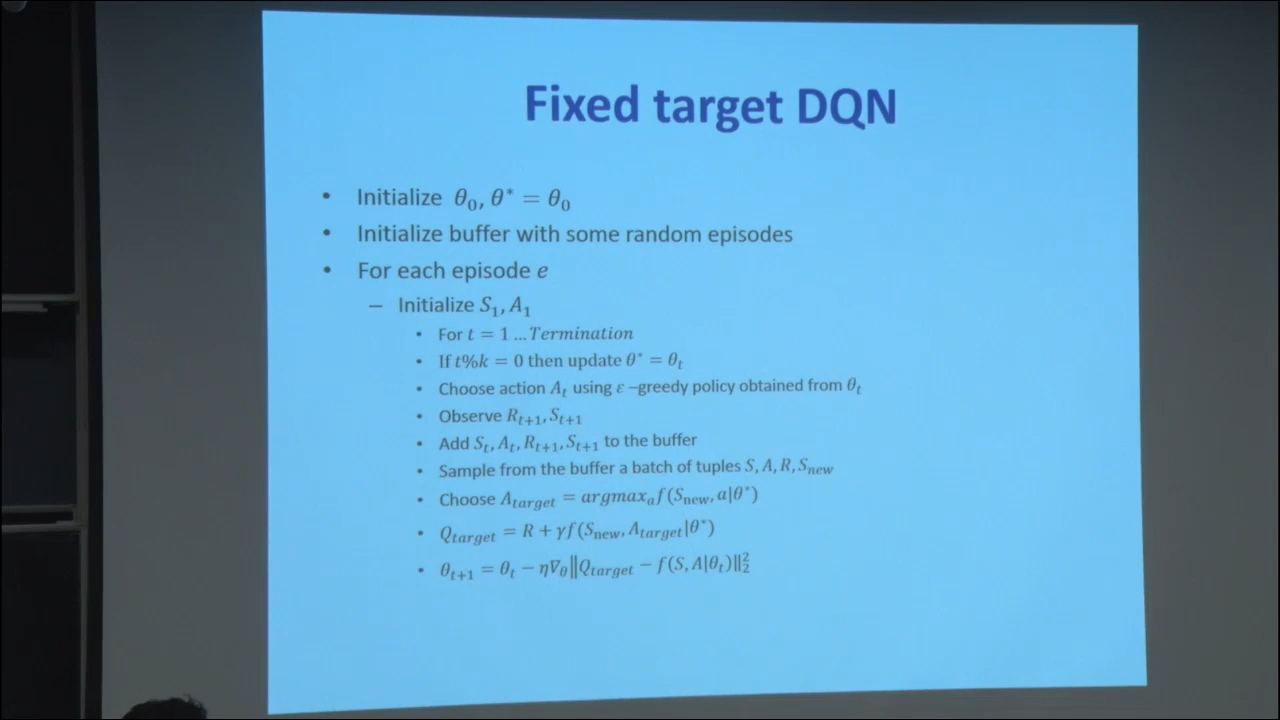 Fixed target DQN
• Initialize θ₀, θ* = θ₀
• Initialize buffer with some random episodes
• For each episode e
– Initialize S₁, A₁
• For t = 1 … Termination
• If t%k = 0 then update θ* = θₜ
• Choose action Aₜ using ε –greedy policy obtained from θₜ
• Observe Rₜ₊₁, Sₜ₊₁
• Add Sₜ, Aₜ, Rₜ₊₁, Sₜ₊₁ to the buffer
• Sample from the buffer a batch of tuples S, A, R, S_new
• Choose A_target = argmaxₐ f(S_new, a|θ*)
• Q_target = R + γf(S_new, A_target|θ*)
• θₜ₊₁ = θₜ − η∇_θ‖Q_target − f(S, A|θₜ)‖₂²